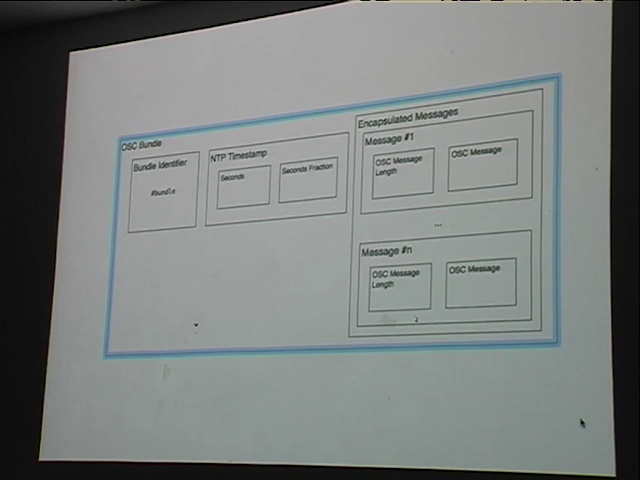 OSC Bundle
Bundle Identifier
#bundle
NTP Timestamp
Seconds
Seconds Fraction
Encapsulated Messages
Message #1
OSC Message
Length
OSC Message
...
Message #n
OSC Message
Length
OSC Message